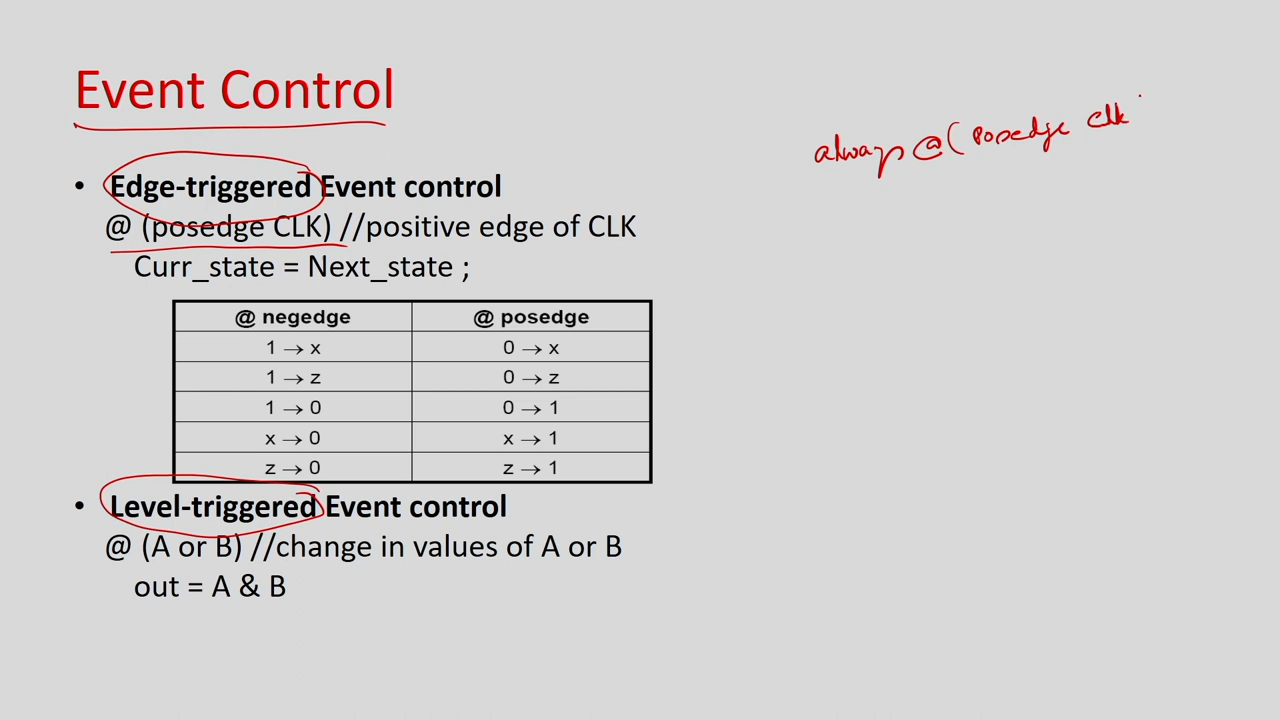 Event Control
always @( posedge clk
• Edge-triggered Event control
@ (posedge CLK) //positive edge of CLK
Curr_state = Next_state ;
@ negedge @ posedge
1 → x 0 → x
1 → z 0 → z
1 → 0 0 → 1
x → 0 x → 1
z → 0 z → 1
• Level-triggered Event control
@ (A or B) //change in values of A or B
out = A & B